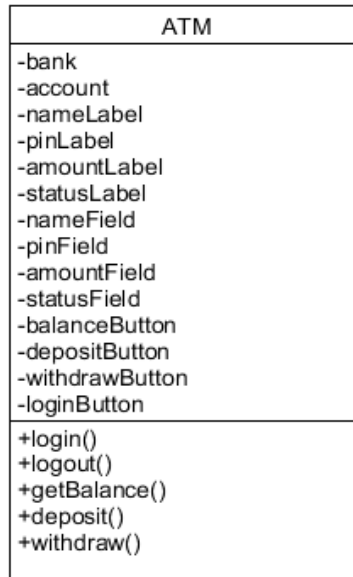 ATM
-bank
-account
-nameLabel
-pinLabel
-amountLabel
-statusLabel
-nameField
-pinField
-amountField
-statusField
-balanceButton
-depositButton
-withdrawButton
-loginButton
+login()
+logout()
+getBalance()
+deposit()
+withdraw()